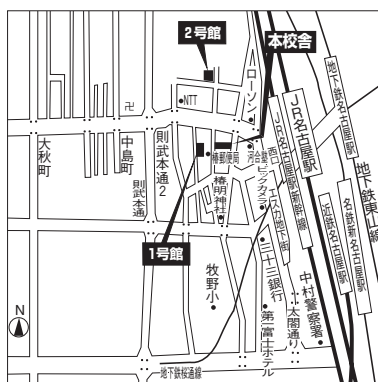 2号館
本校舎
ローソン
●NTT
卍
大秋町
中島町
則武本通
則武本通2
椿郵便局
河合塾
ビックカメラ
椿明神社
西口
エスカ地下街
JR名古屋駅新幹線
JR名古屋駅
地下鉄名古屋駅
地下鉄東山線
名鉄新名古屋駅
近鉄名古屋駅
1号館
牧野小
三十三銀行
第一富士ホテル
太閤通り
中村警察署
地下鉄桜通線
N